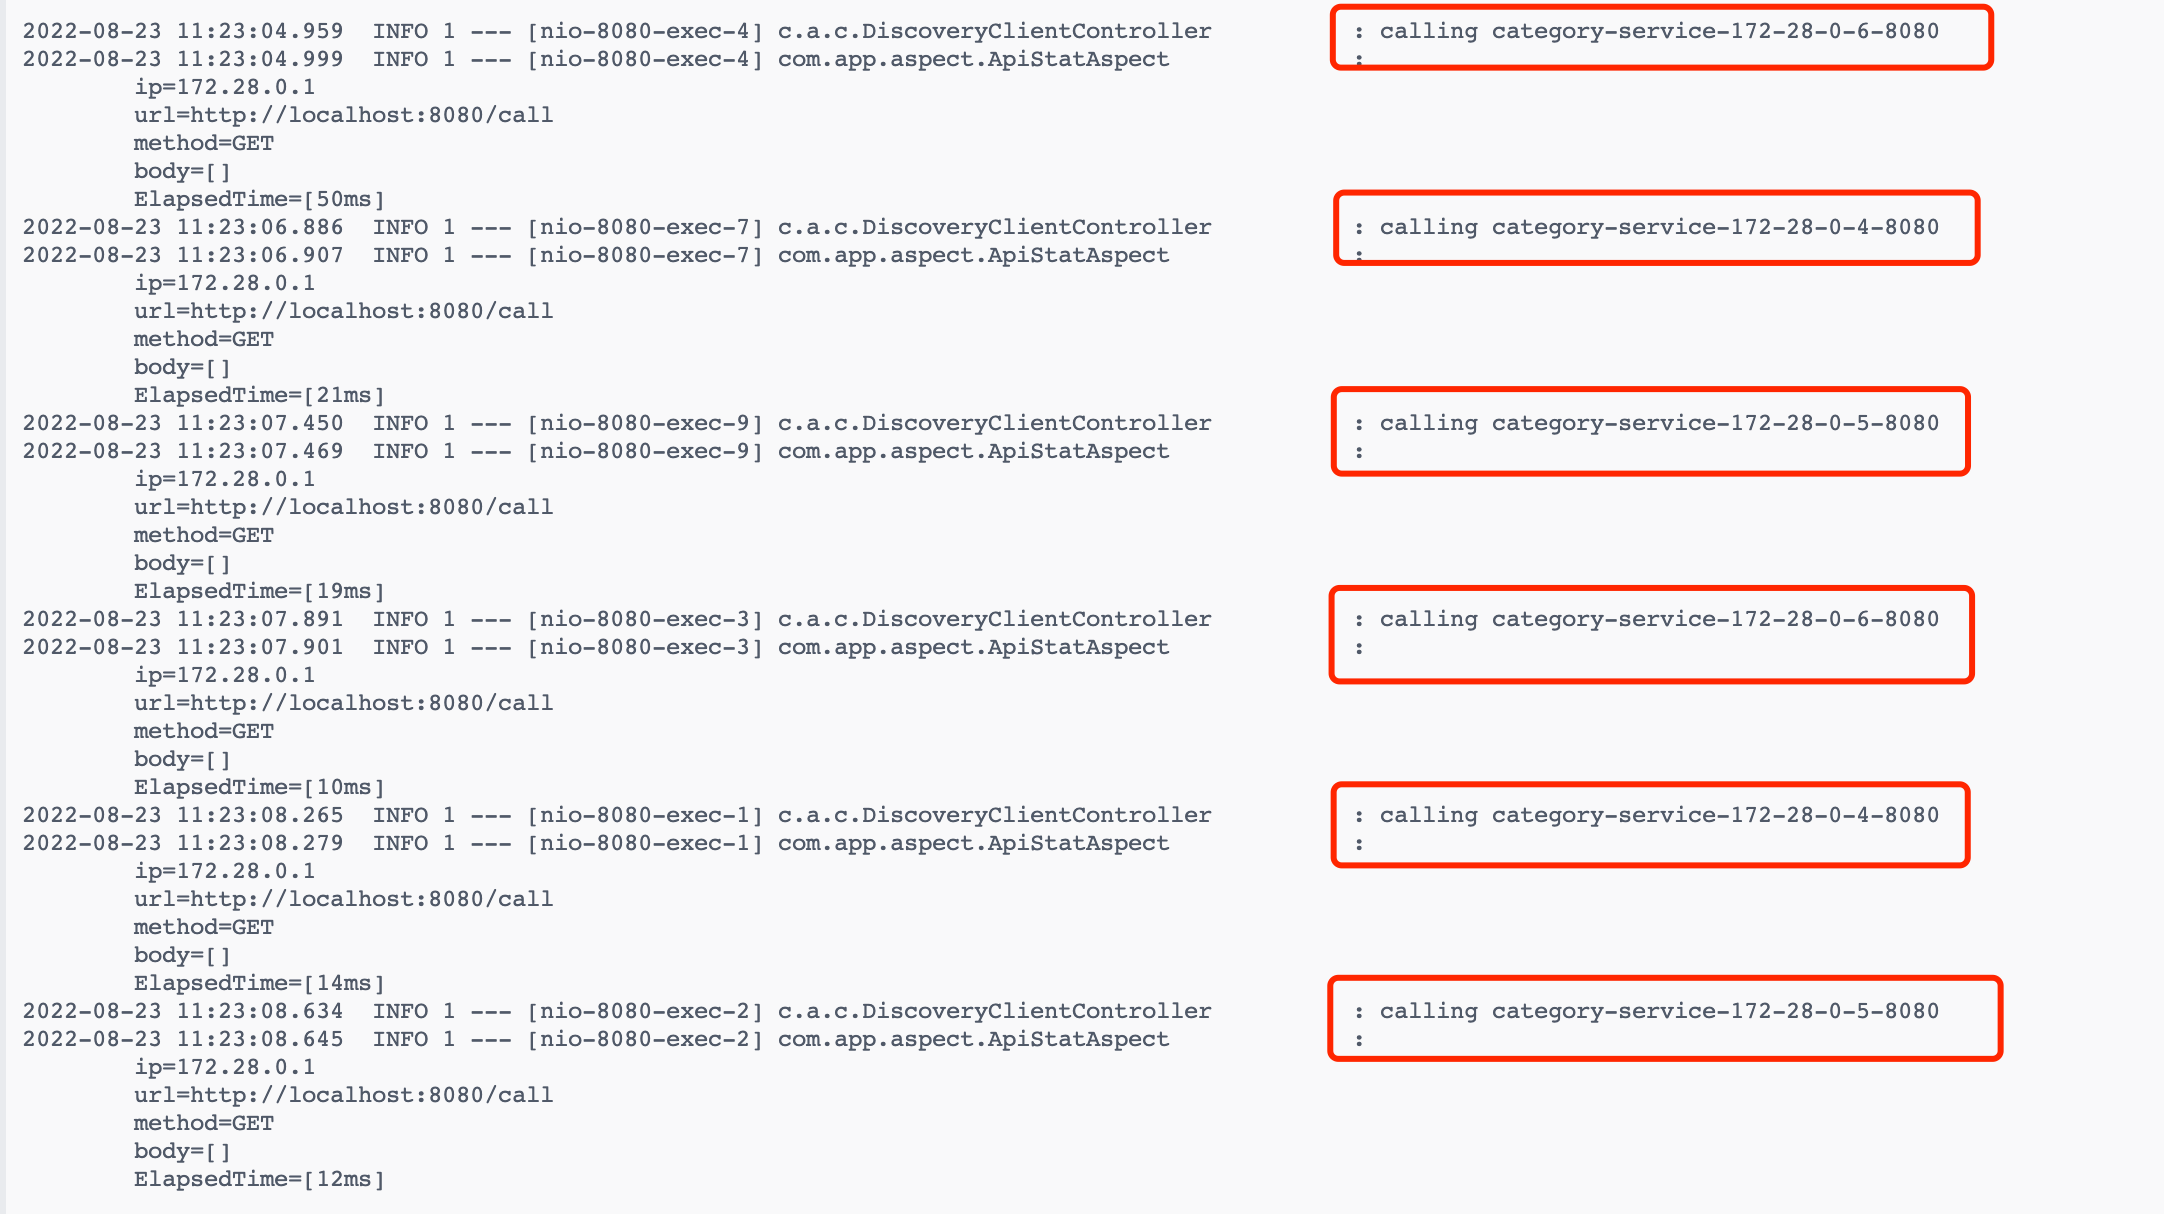 2022-08-23 11:23:04.959  INFO 1 --- [nio-8080-exec-4] c.a.c.DiscoveryClientController          : calling category-service-172-28-0-6-8080
2022-08-23 11:23:04.999  INFO 1 --- [nio-8080-exec-4] com.app.aspect.ApiStatAspect             :
        ip=172.28.0.1
        url=http://localhost:8080/call
        method=GET
        body=[]
        ElapsedTime=[50ms]
2022-08-23 11:23:06.886  INFO 1 --- [nio-8080-exec-7] c.a.c.DiscoveryClientController          : calling category-service-172-28-0-4-8080
2022-08-23 11:23:06.907  INFO 1 --- [nio-8080-exec-7] com.app.aspect.ApiStatAspect             :
        ip=172.28.0.1
        url=http://localhost:8080/call
        method=GET
        body=[]
        ElapsedTime=[21ms]
2022-08-23 11:23:07.450  INFO 1 --- [nio-8080-exec-9] c.a.c.DiscoveryClientController          : calling category-service-172-28-0-5-8080
2022-08-23 11:23:07.469  INFO 1 --- [nio-8080-exec-9] com.app.aspect.ApiStatAspect             :
        ip=172.28.0.1
        url=http://localhost:8080/call
        method=GET
        body=[]
        ElapsedTime=[19ms]
2022-08-23 11:23:07.891  INFO 1 --- [nio-8080-exec-3] c.a.c.DiscoveryClientController          : calling category-service-172-28-0-6-8080
2022-08-23 11:23:07.901  INFO 1 --- [nio-8080-exec-3] com.app.aspect.ApiStatAspect             :
        ip=172.28.0.1
        url=http://localhost:8080/call
        method=GET
        body=[]
        ElapsedTime=[10ms]
2022-08-23 11:23:08.265  INFO 1 --- [nio-8080-exec-1] c.a.c.DiscoveryClientController          : calling category-service-172-28-0-4-8080
2022-08-23 11:23:08.279  INFO 1 --- [nio-8080-exec-1] com.app.aspect.ApiStatAspect             :
        ip=172.28.0.1
        url=http://localhost:8080/call
        method=GET
        body=[]
        ElapsedTime=[14ms]
2022-08-23 11:23:08.634  INFO 1 --- [nio-8080-exec-2] c.a.c.DiscoveryClientController          : calling category-service-172-28-0-5-8080
2022-08-23 11:23:08.645  INFO 1 --- [nio-8080-exec-2] com.app.aspect.ApiStatAspect             :
        ip=172.28.0.1
        url=http://localhost:8080/call
        method=GET
        body=[]
        ElapsedTime=[12ms]